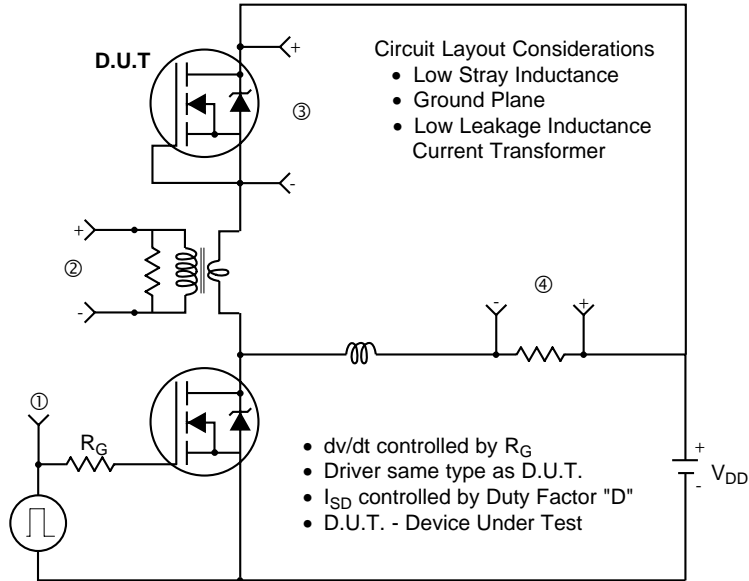 D.U.T
+
③
-
Circuit Layout Considerations
• Low Stray Inductance
• Ground Plane
• Low Leakage Inductance
Current Transformer
+
②
-
④
-
+
①
R_G
• dv/dt controlled by R_G
• Driver same type as D.U.T.
• I_SD controlled by Duty Factor "D"
• D.U.T. - Device Under Test
+
V_DD
-